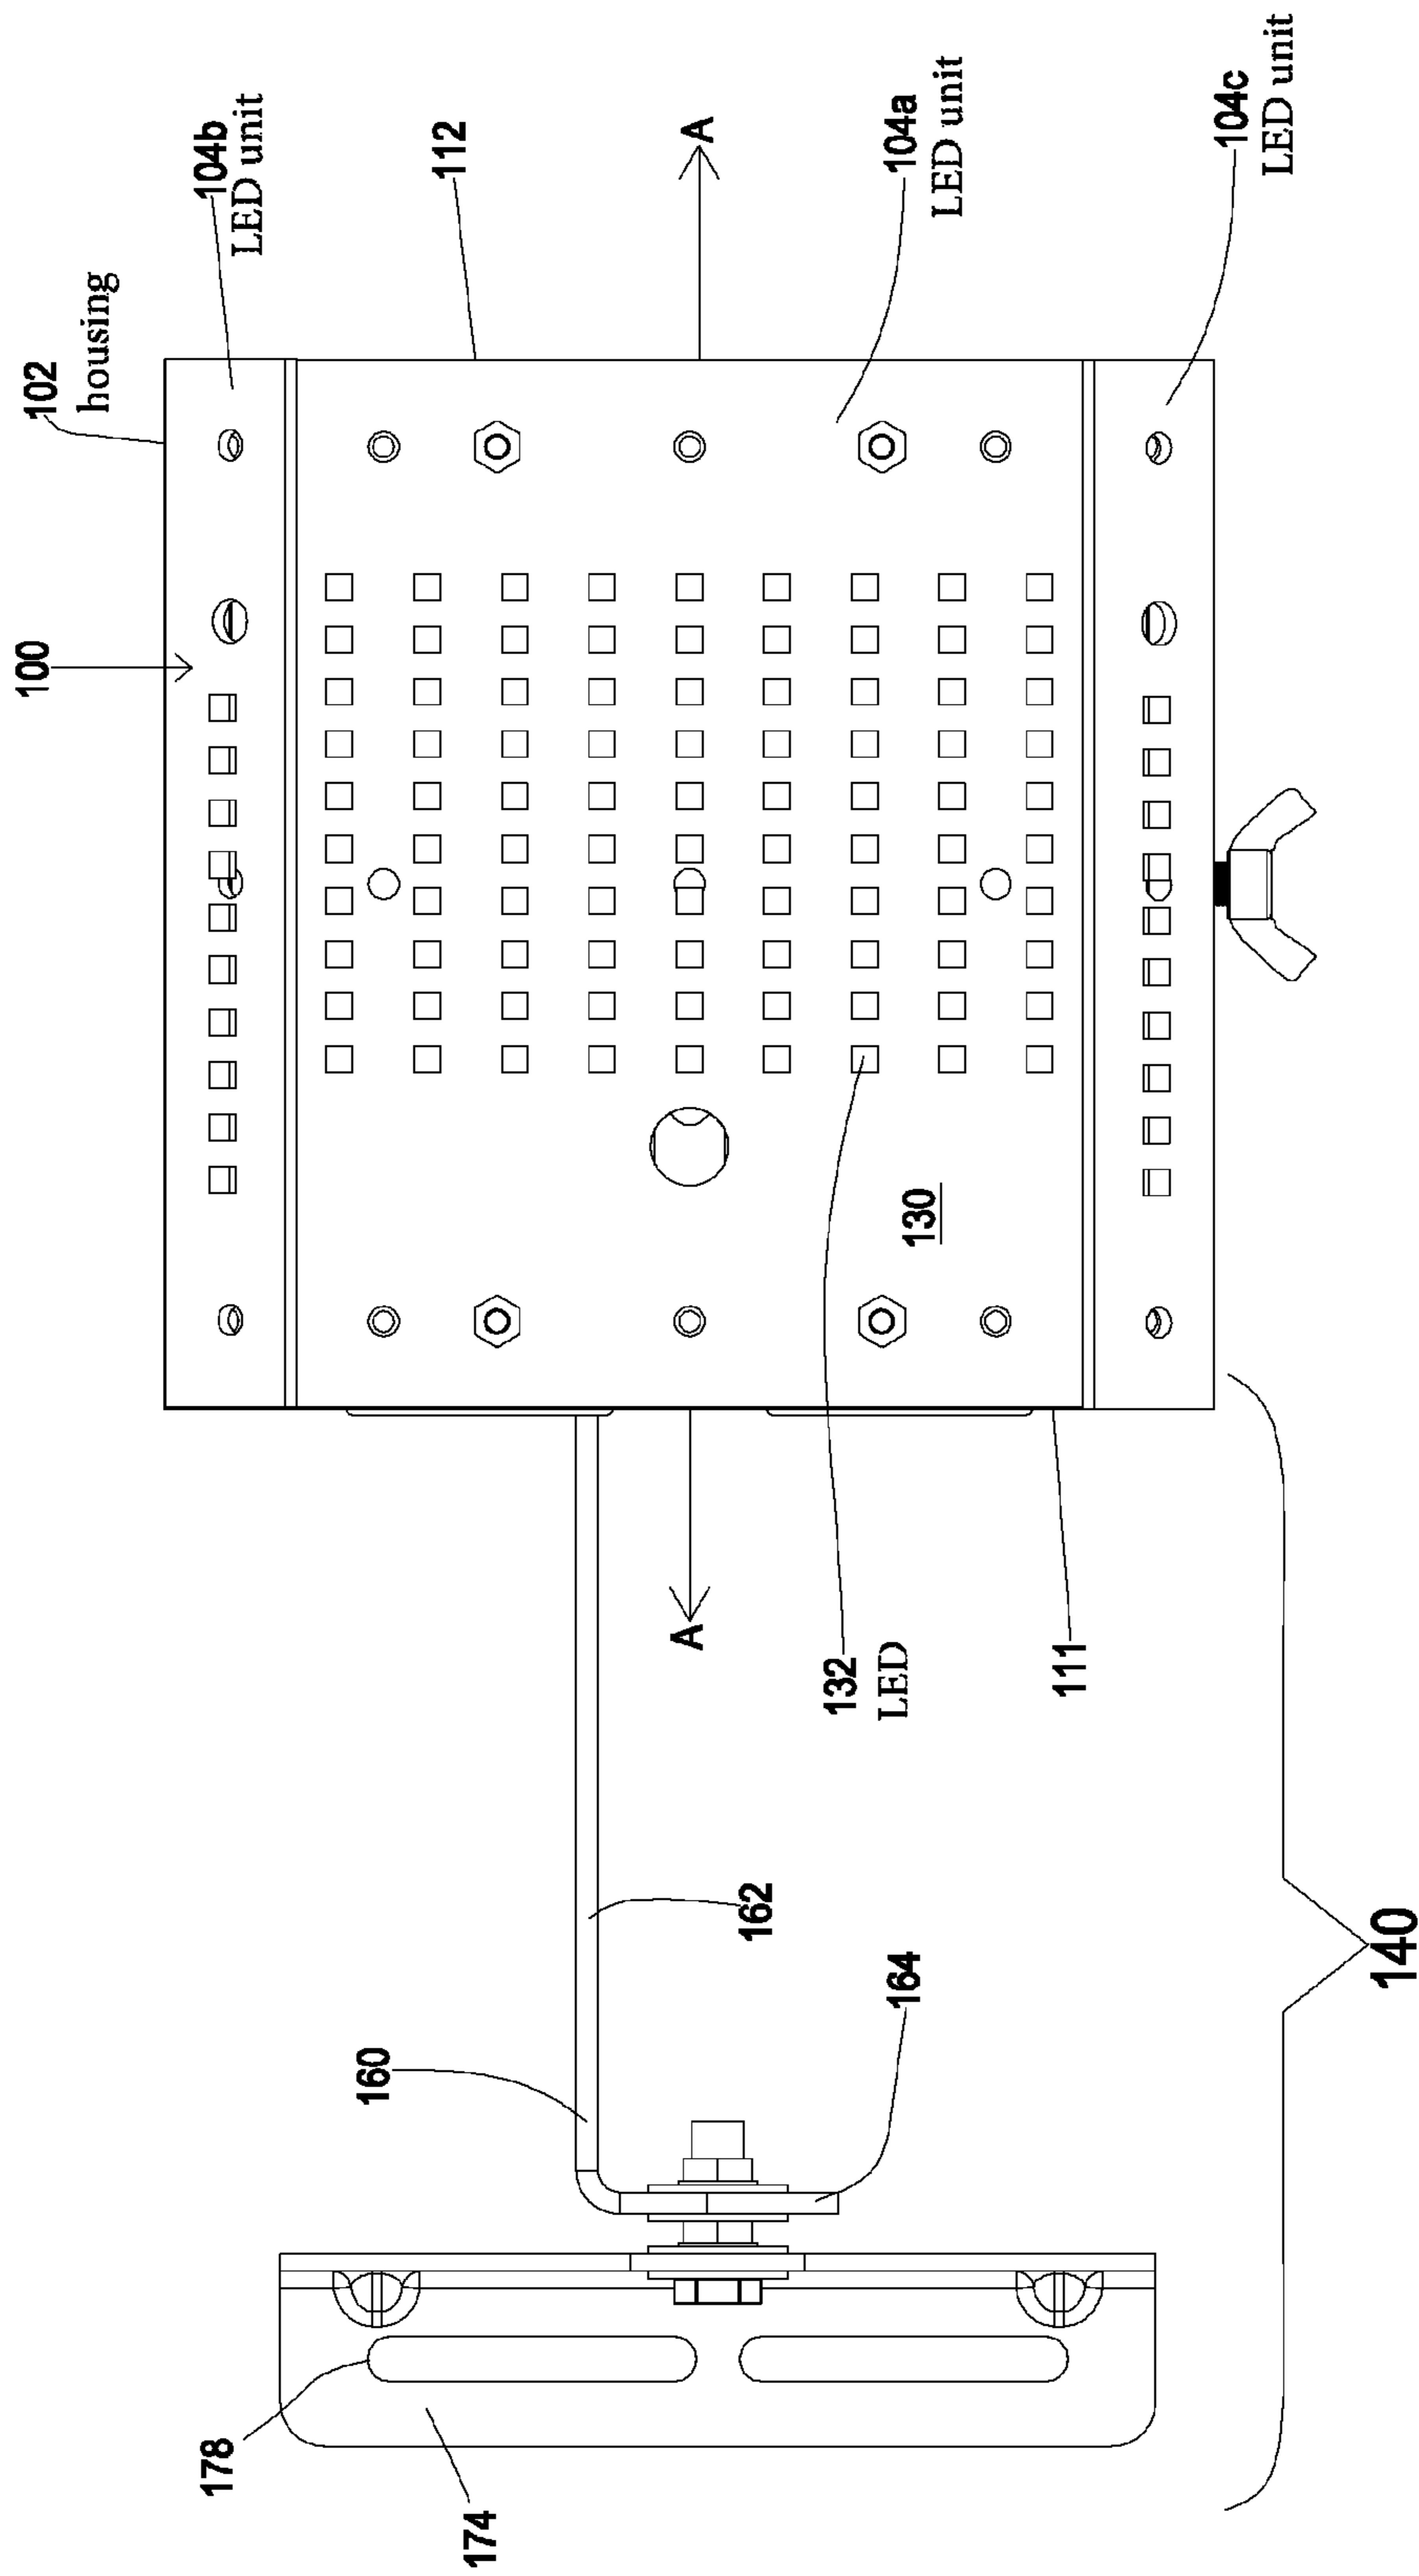 100
102
housing
104b
LED unit
178
160
112
174
A
A
162
132
LED
104a
LED unit
164
130
111
104c
LED unit
140